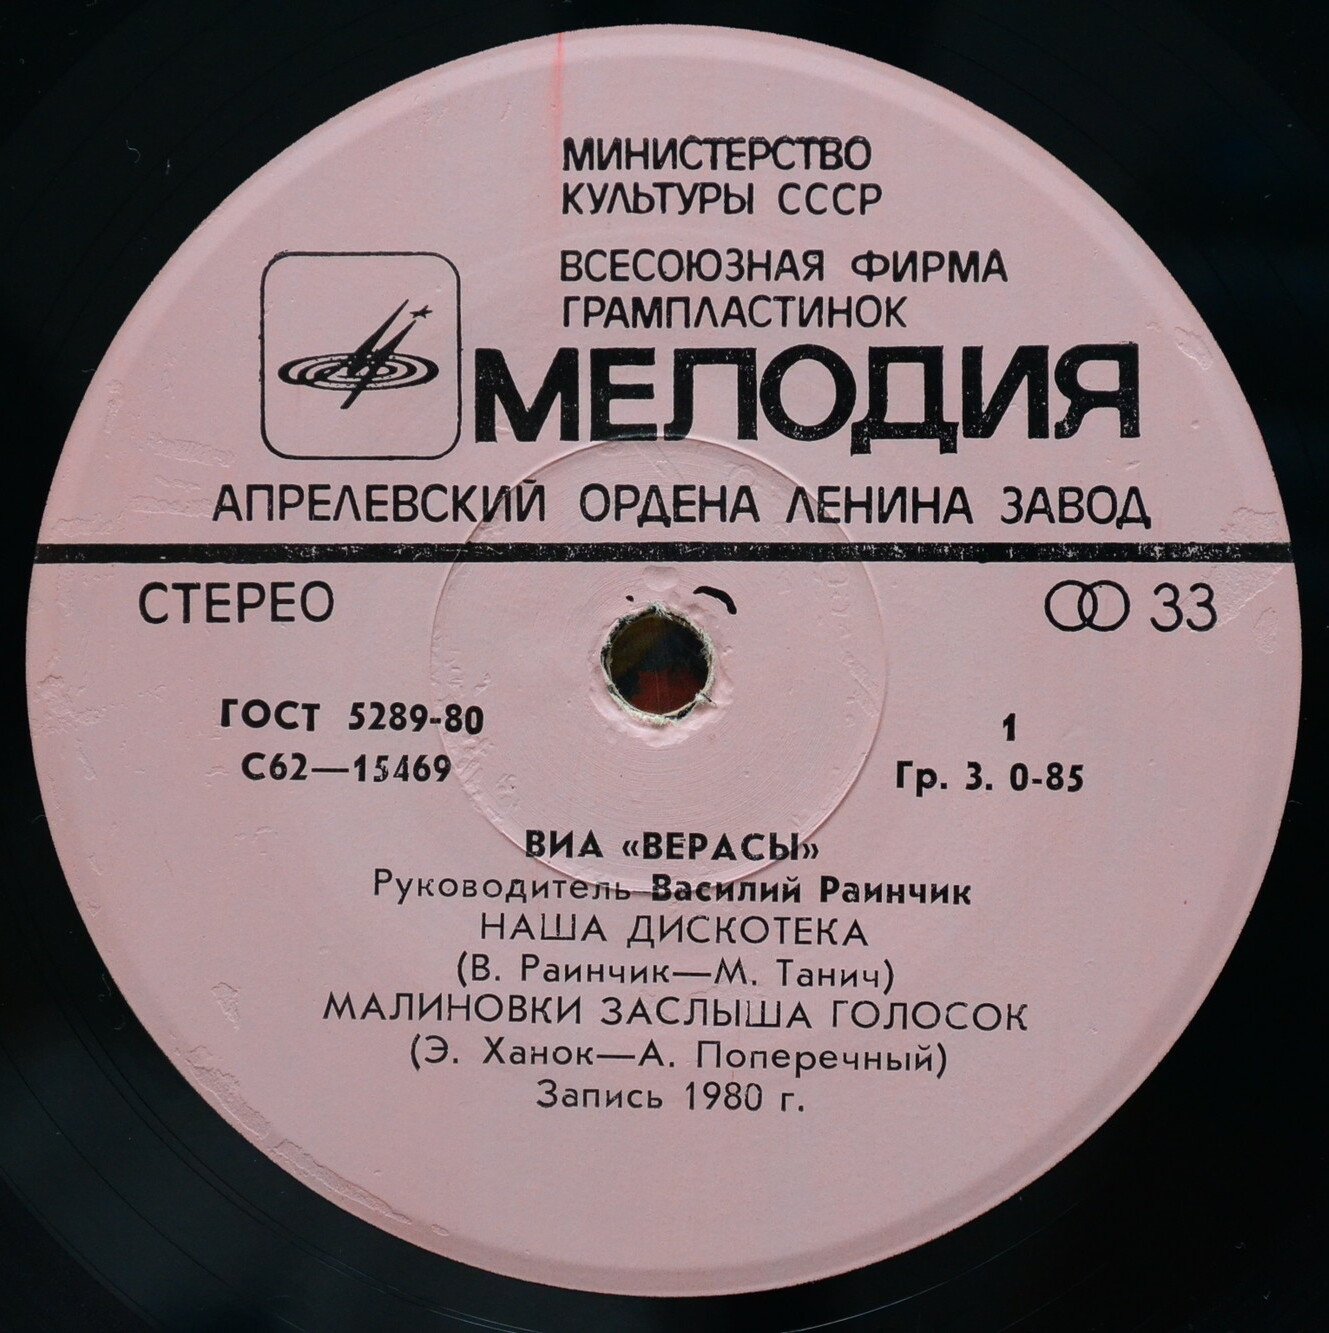 МИНИСТЕРСТВО
КУЛЬТУРЫ СССР
ВСЕСОЮЗНАЯ ФИРМА
ГРАМПЛАСТИНОК
МЕЛОДИЯ
АПРЕЛЕВСКИЙ ОРДЕНА ЛЕНИНА ЗАВОД
СТЕРЕО
33
ГОСТ 5289-80
С62—15469
1
Гр. 3. 0-85
ВИА «ВЕРАСЫ»
Руководитель Василий Раинчик
НАША ДИСКОТЕКА
(В. Раинчик—М. Танич)
МАЛИНОВКИ ЗАСЛЫША ГОЛОСОК
(Э. Ханок—А. Поперечный)
Запись 1980 г.